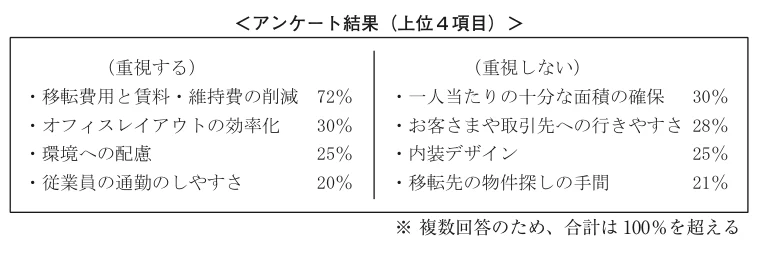 ＜アンケート結果（上位４項目）＞
（重視する）
・移転費用と賃料・維持費の削減　72%
・オフィスレイアウトの効率化　30%
・環境への配慮　25%
・従業員の通勤のしやすさ　20%
（重視しない）
・一人当たりの十分な面積の確保　30%
・お客さまや取引先への行きやすさ 28%
・内装デザイン　25%
・移転先の物件探しの手間　21%
※ 複数回答のため、合計は 100%を超える